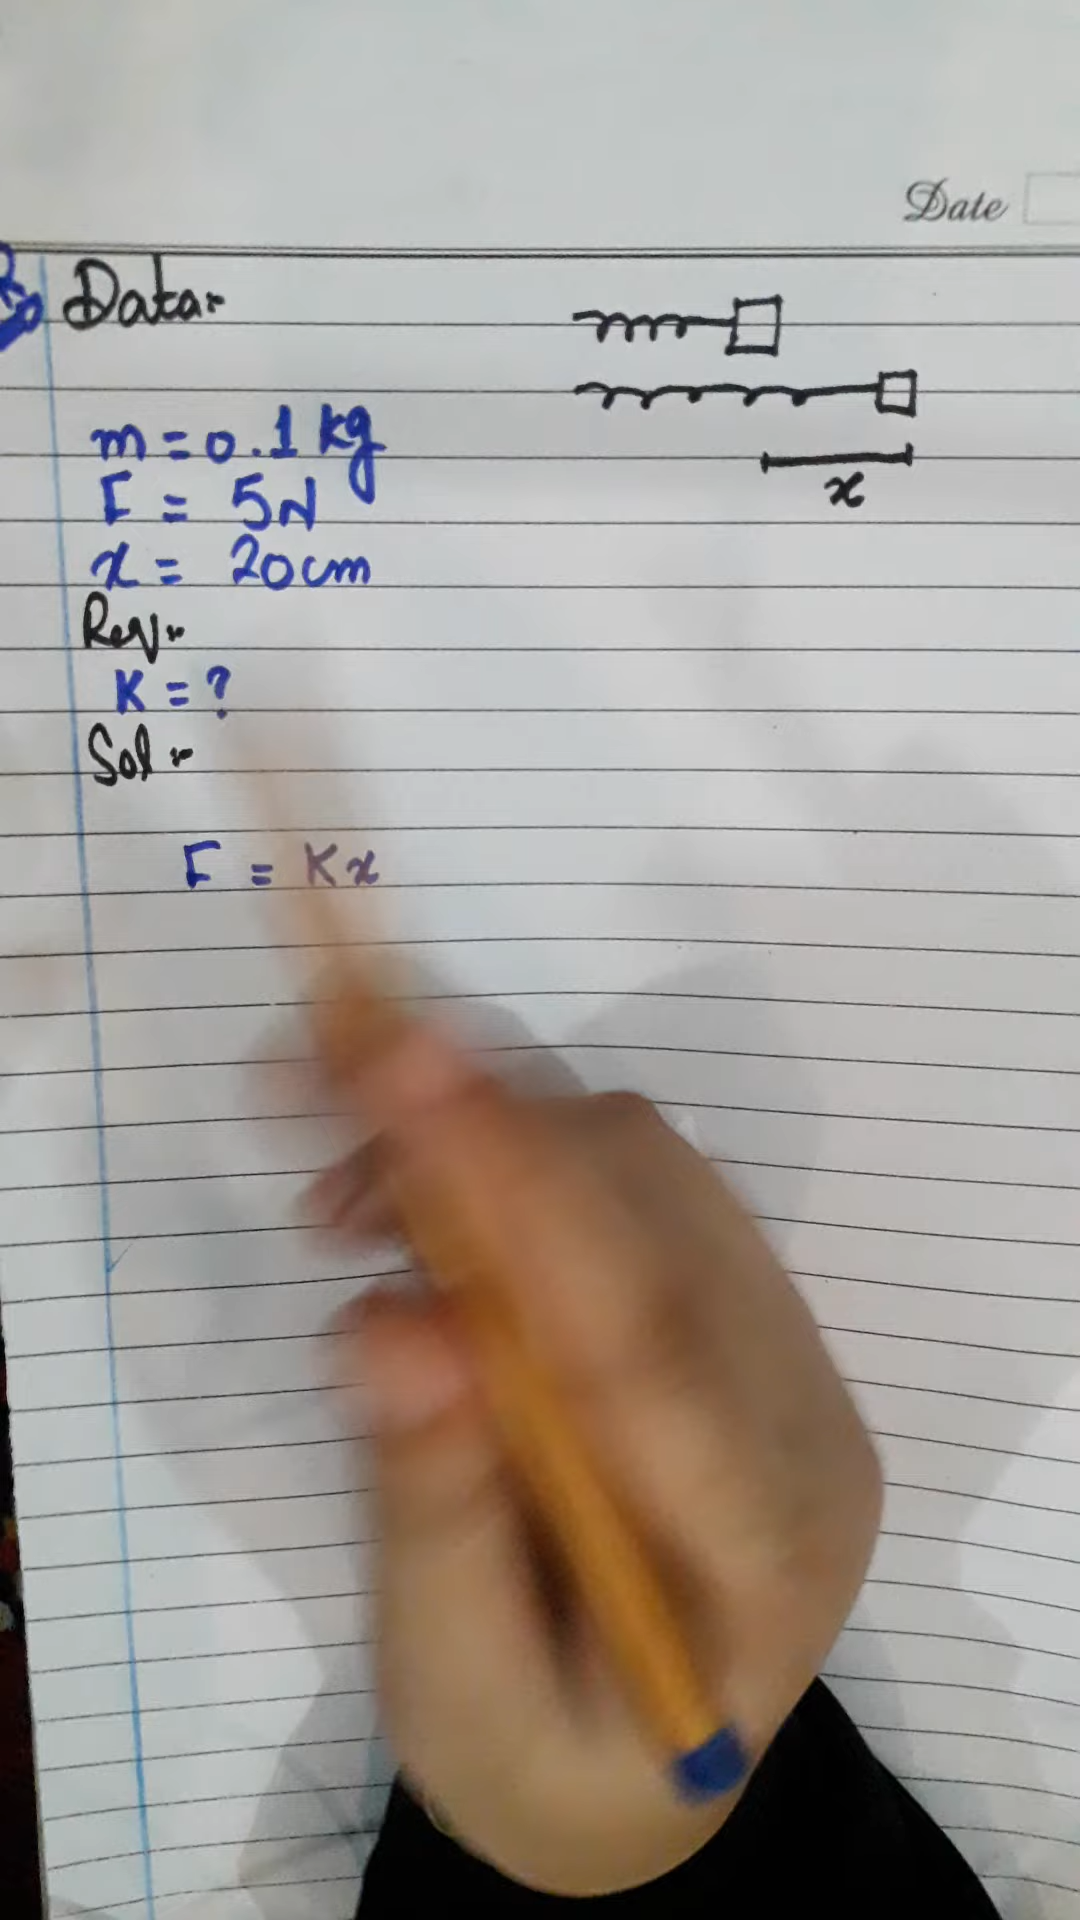 Date
Data:-
m = 0.1 kg
F = 5N
x = 20cm
x
Req:-
K = ?
Sol:-
F = Kx